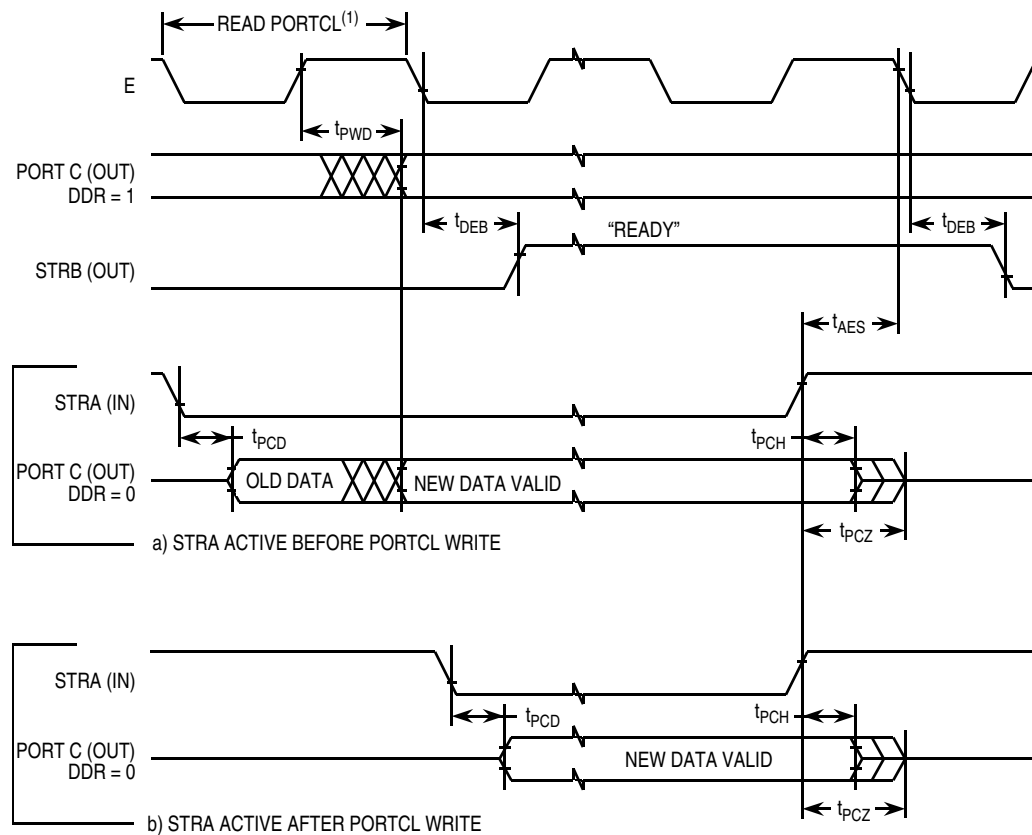 READ PORTCL(1)
E
tPWD
PORT C (OUT)
DDR = 1
tDEB
“READY”
tDEB
STRB (OUT)
tAES
STRA (IN)
tPCD
tPCH
PORT C (OUT)
DDR = 0
OLD DATA
NEW DATA VALID
tPCZ
a) STRA ACTIVE BEFORE PORTCL WRITE
STRA (IN)
tPCD
tPCH
PORT C (OUT)
DDR = 0
NEW DATA VALID
tPCZ
b) STRA ACTIVE AFTER PORTCL WRITE